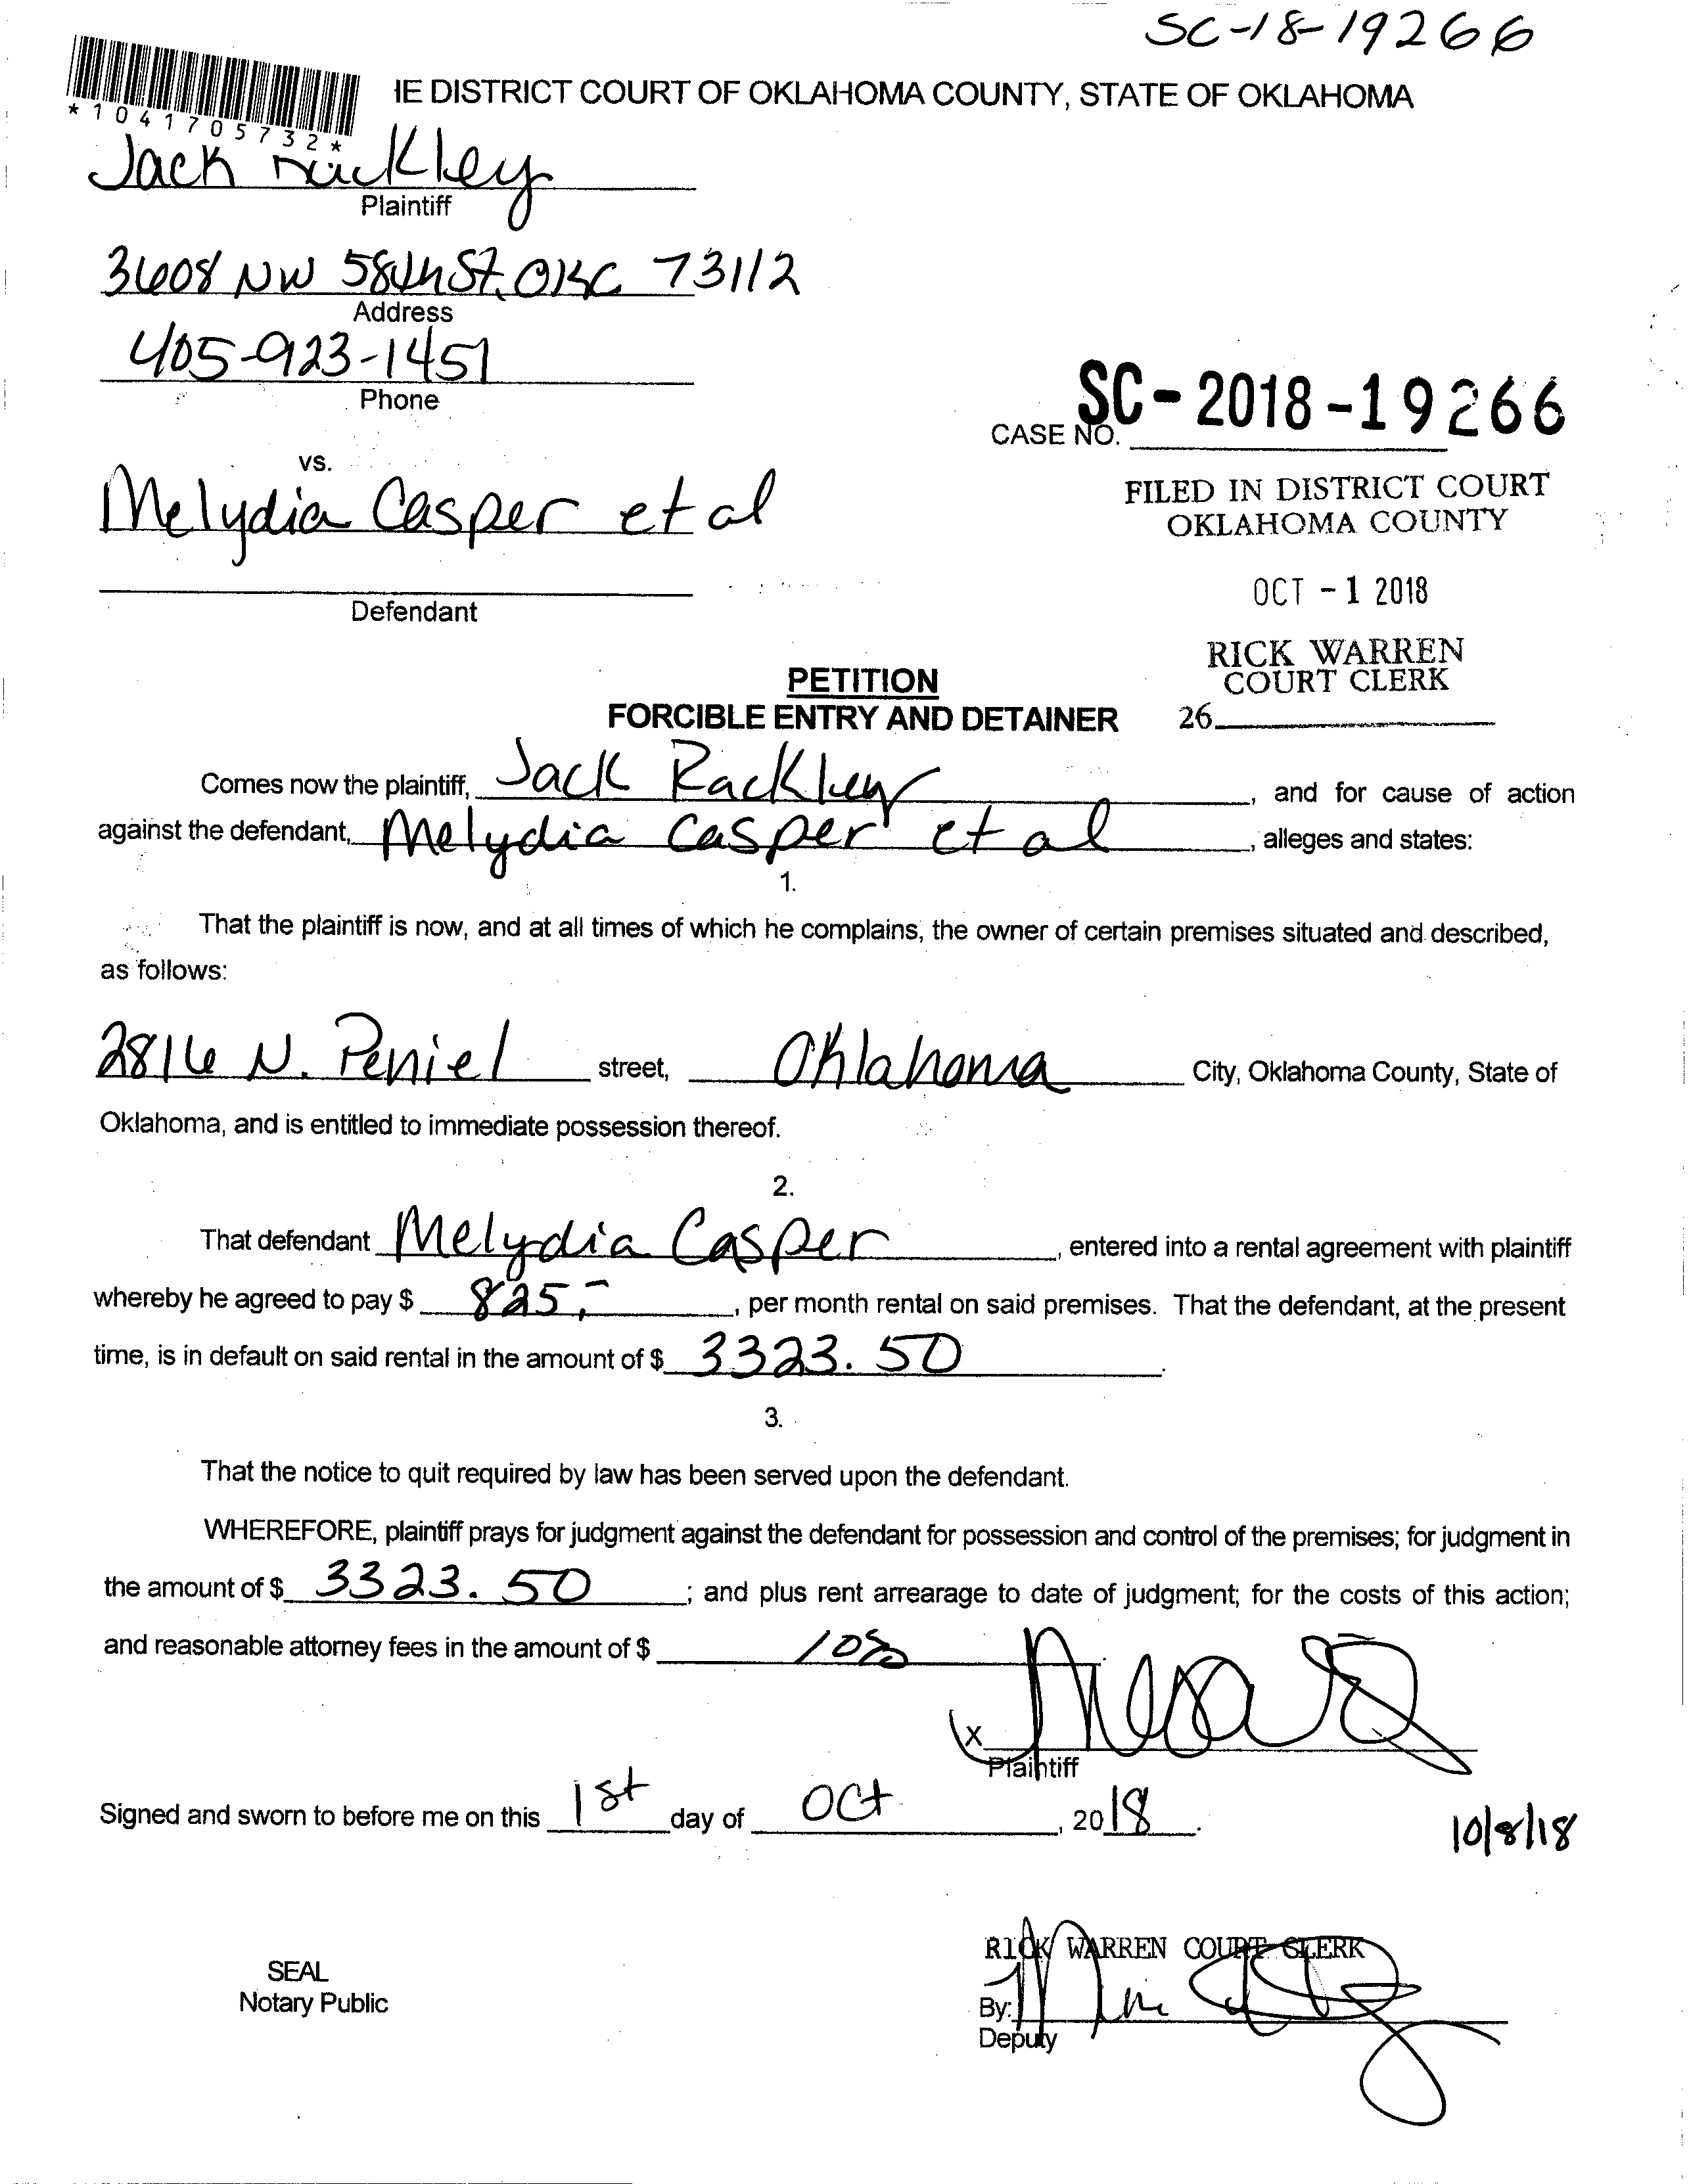 SC-18-19266
IE DISTRICT COURT OF OKLAHOMA COUNTY, STATE OF OKLAHOMA
*1041705732*
Jack Rackley
Plaintiff
3608 NW 58th St. OKC 73112
Address
405-923-1451
Phone
SC-2018-19266
CASE NO.
vs.
Melydia Casper et al
FILED IN DISTRICT COURT
OKLAHOMA COUNTY
OCT -1 2018
Defendant
RICK WARREN
COURT CLERK
26
PETITION
FORCIBLE ENTRY AND DETAINER
Comes now the plaintiff, Jack Rackley, and for cause of action
against the defendant, Melydia Casper et al, alleges and states:
1.
That the plaintiff is now, and at all times of which he complains, the owner of certain premises situated and described,
as follows:
2816 N. Peniel street, Oklahoma City, Oklahoma County, State of
Oklahoma, and is entitled to immediate possession thereof.
2.
That defendant Melydia Casper, entered into a rental agreement with plaintiff
whereby he agreed to pay $ 825,-, per month rental on said premises. That the defendant, at the present
time, is in default on said rental in the amount of $ 3323.50.
3.
That the notice to quit required by law has been served upon the defendant.
WHEREFORE, plaintiff prays for judgment against the defendant for possession and control of the premises; for judgment in
the amount of $ 3323.50; and plus rent arrearage to date of judgment; for the costs of this action;
and reasonable attorney fees in the amount of $ 10%.
x
Plaintiff
Signed and sworn to before me on this 1st day of Oct, 2018.
10/8/18
RICK WARREN COURT CLERK
SEAL
Notary Public
By:
Deputy